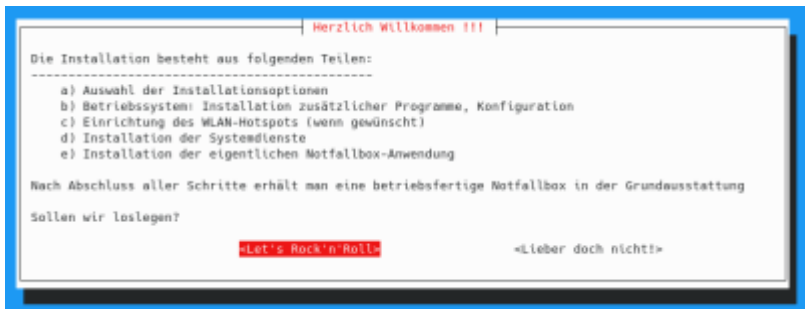 Herzlich Willkommen !!!
Die Installation besteht aus folgenden Teilen:
----------------------------------------------
a) Auswahl der Installationsoptionen
b) Betriebssystem: Installation zusätzlicher Programme, Konfiguration
c) Einrichtung des WLAN-Hotspots (wenn gewünscht)
d) Installation der Systemdienste
e) Installation der eigentlichen Notfallbox-Anwendung
Nach Abschluss aller Schritte erhält man eine betriebsfertige Notfallbox in der Grundausstattung
Sollen wir loslegen?
<Let's Rock'n'Roll> <Lieber doch nicht!>